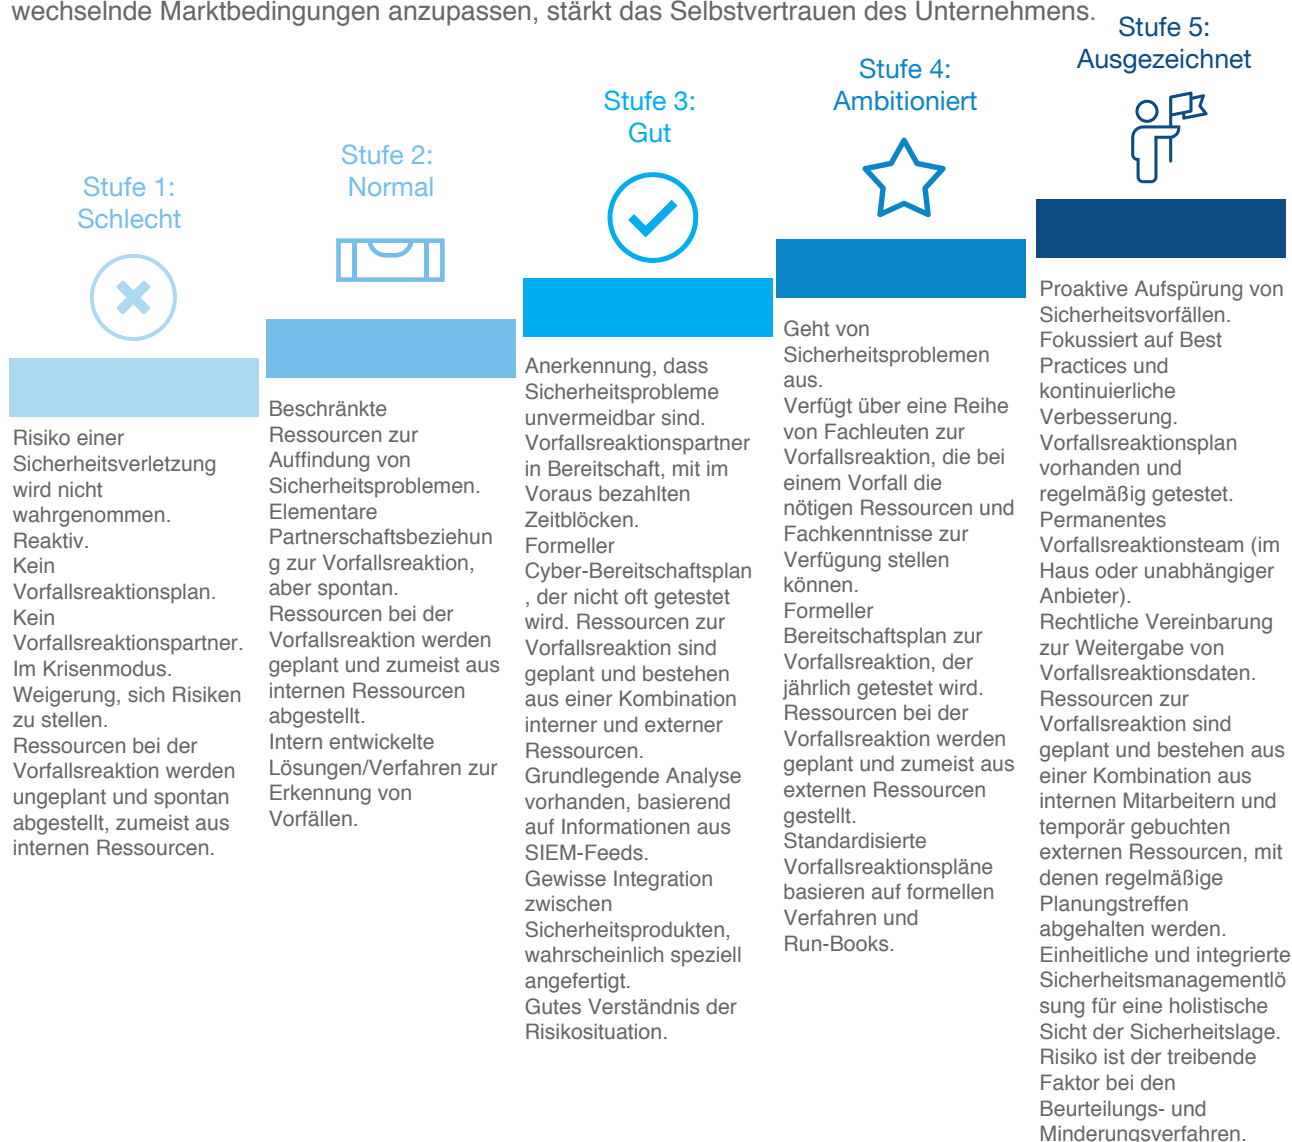 wechselnde Marktbedingungen anzupassen, stärkt das Selbstvertrauen des Unternehmens.
Stufe 1:
Schlecht
Risiko einer
Sicherheitsverletzung
wird nicht
wahrgenommen.
Reaktiv.
Kein
Vorfallsreaktionsplan.
Kein
Vorfallsreaktionspartner.
Im Krisenmodus.
Weigerung, sich Risiken
zu stellen.
Ressourcen bei der
Vorfallsreaktion werden
ungeplant und spontan
abgestellt, zumeist aus
internen Ressourcen.
Stufe 2:
Normal
Beschränkte
Ressourcen zur
Auffindung von
Sicherheitsproblemen.
Elementare
Partnerschaftsbeziehun
g zur Vorfallsreaktion,
aber spontan.
Ressourcen bei der
Vorfallsreaktion werden
geplant und zumeist aus
internen Ressourcen
abgestellt.
Intern entwickelte
Lösungen/Verfahren zur
Erkennung von
Vorfällen.
Stufe 3:
Gut
Anerkennung, dass
Sicherheitsprobleme
unvermeidbar sind.
Vorfallsreaktionspartner
in Bereitschaft, mit im
Voraus bezahlten
Zeitblöcken.
Formeller
Cyber-Bereitschaftsplan
, der nicht oft getestet
wird. Ressourcen zur
Vorfallsreaktion sind
geplant und bestehen
aus einer Kombination
interner und externer
Ressourcen.
Grundlegende Analyse
vorhanden, basierend
auf Informationen aus
SIEM-Feeds.
Gewisse Integration
zwischen
Sicherheitsprodukten,
wahrscheinlich speziell
angefertigt.
Gutes Verständnis der
Risikosituation.
Stufe 4:
Ambitioniert
Geht von
Sicherheitsproblemen
aus.
Verfügt über eine Reihe
von Fachleuten zur
Vorfallsreaktion, die bei
einem Vorfall die
nötigen Ressourcen und
Fachkenntnisse zur
Verfügung stellen
können.
Formeller
Bereitschaftsplan zur
Vorfallsreaktion, der
jährlich getestet wird.
Ressourcen bei der
Vorfallsreaktion werden
geplant und zumeist aus
externen Ressourcen
gestellt.
Standardisierte
Vorfallsreaktionspläne
basieren auf formellen
Verfahren und
Run-Books.
Stufe 5:
Ausgezeichnet
Proaktive Aufspürung von
Sicherheitsvorfällen.
Fokussiert auf Best
Practices und
kontinuierliche
Verbesserung.
Vorfallsreaktionsplan
vorhanden und
regelmäßig getestet.
Permanentes
Vorfallsreaktionsteam (im
Haus oder unabhängiger
Anbieter).
Rechtliche Vereinbarung
zur Weitergabe von
Vorfallsreaktionsdaten.
Ressourcen zur
Vorfallsreaktion sind
geplant und bestehen aus
einer Kombination aus
internen Mitarbeitern und
temporär gebuchten
externen Ressourcen, mit
denen regelmäßige
Planungstreffen
abgehalten werden.
Einheitliche und integrierte
Sicherheitsmanagementlö
sung für eine holistische
Sicht der Sicherheitslage.
Risiko ist der treibende
Faktor bei den
Beurteilungs- und
Minderungsverfahren.